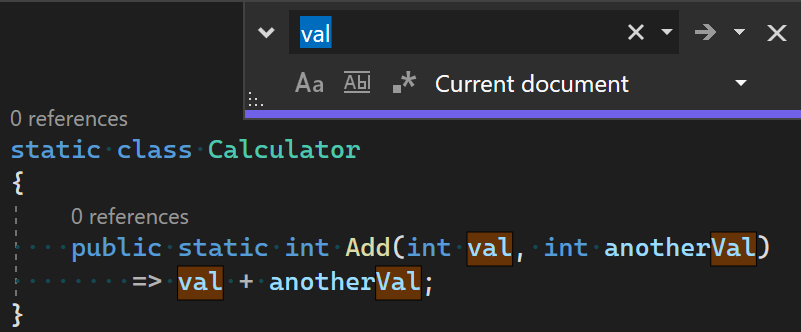 val
Aa Abl .* Current document
0 references
static class Calculator
{
0 references
public static int Add(int val, int anotherVal)
=> val + anotherVal;
}